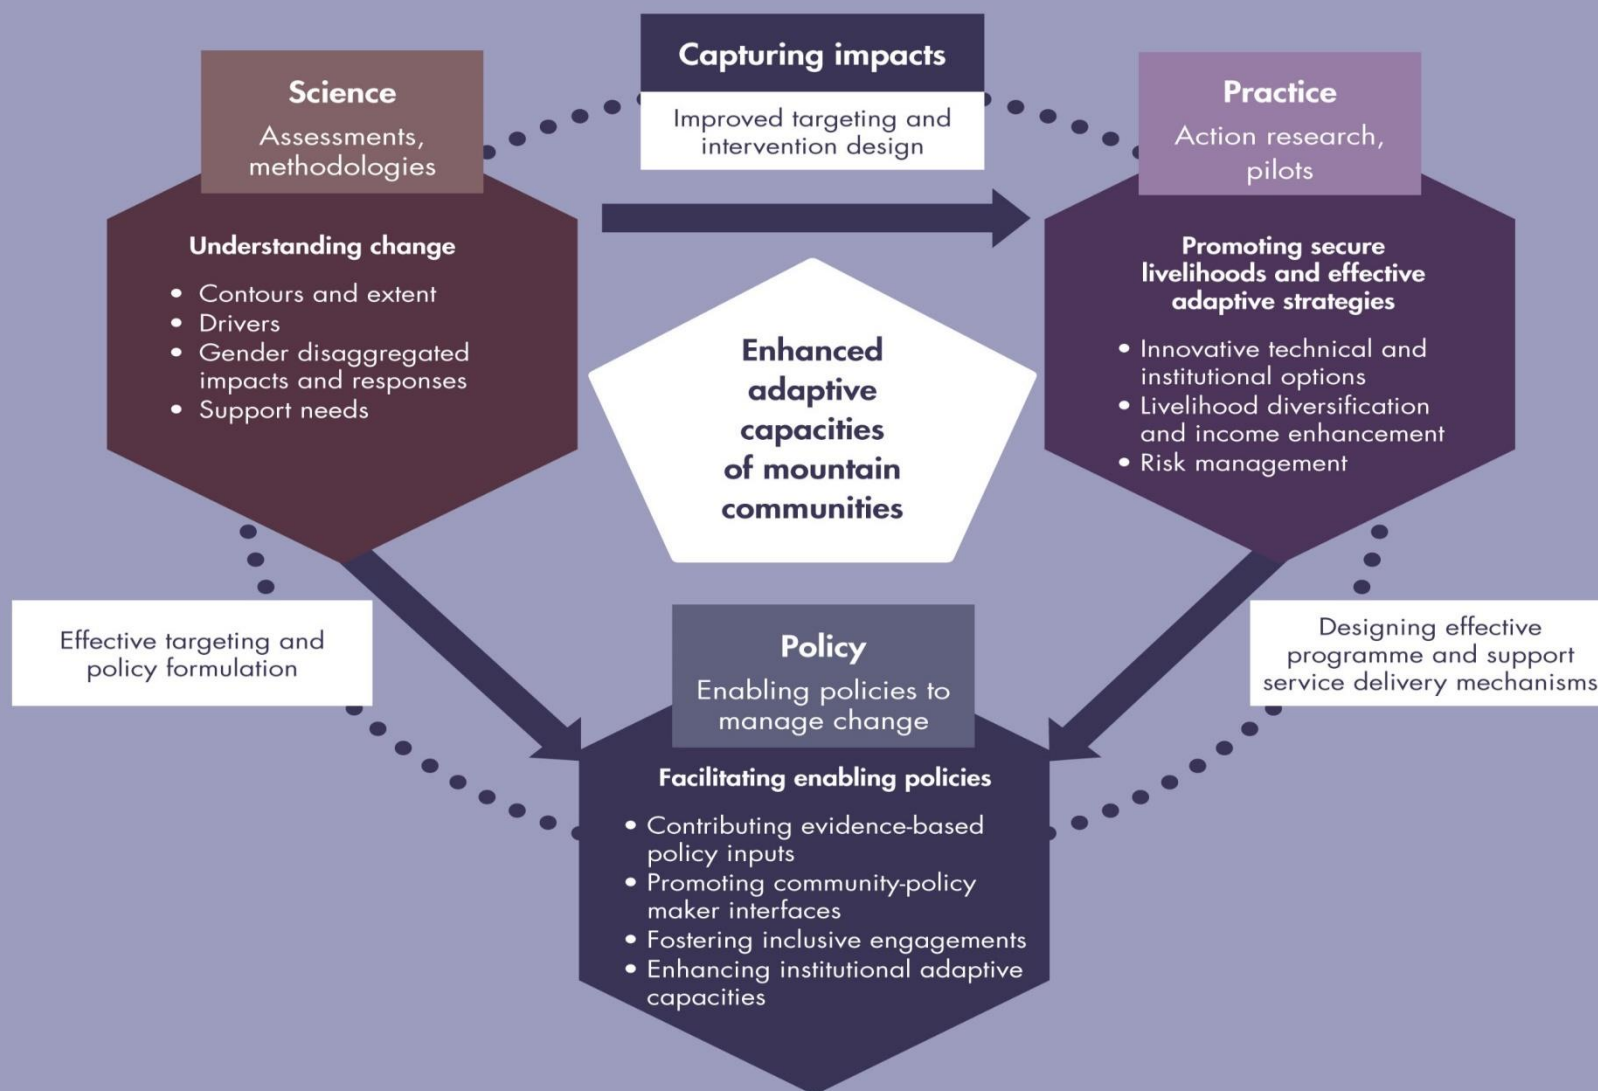 Capturing impacts
Improved targeting and
intervention design
Science
Assessments,
methodologies
Understanding change
• Contours and extent
• Drivers
• Gender disaggregated
impacts and responses
• Support needs
Practice
Action research,
pilots
Promoting secure
livelihoods and effective
adaptive strategies
• Innovative technical and
institutional options
• Livelihood diversification
and income enhancement
• Risk management
Enhanced
adaptive
capacities
of mountain
communities
Effective targeting and
policy formulation
Designing effective
programme and support
service delivery mechanisms
Policy
Enabling policies to
manage change
Facilitating enabling policies
• Contributing evidence-based
policy inputs
• Promoting community-policy
maker interfaces
• Fostering inclusive engagements
• Enhancing institutional adaptive
capacities